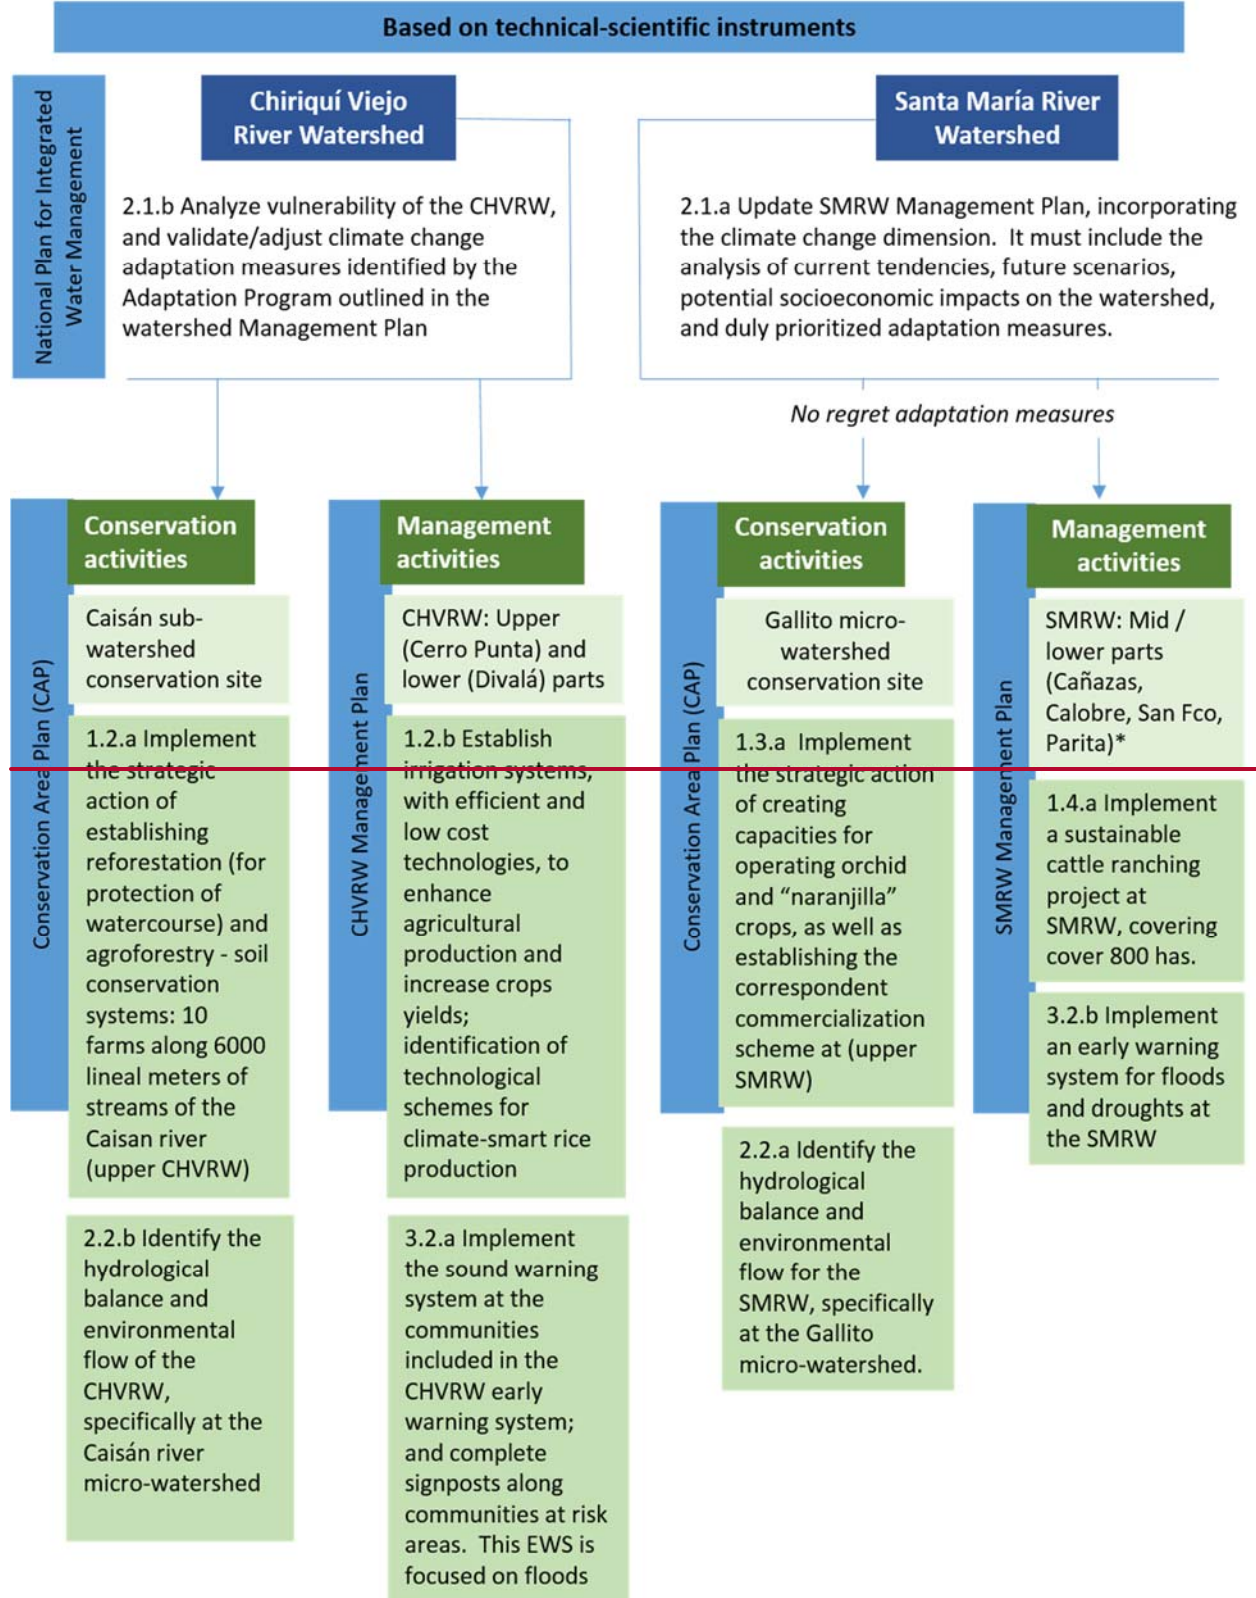 Based on technical-scientific instruments
National Plan for Integrated
Water Management
Chiriquí Viejo
River Watershed
2.1.b Analyze vulnerability of the CHVRW,
and validate/adjust climate change
adaptation measures identified by the
Adaptation Program outlined in the
watershed Management Plan
Santa María River
Watershed
2.1.a Update SMRW Management Plan, incorporating
the climate change dimension. It must include the
analysis of current tendencies, future scenarios,
potential socioeconomic impacts on the watershed,
and duly prioritized adaptation measures.
No regret adaptation measures
Conservation Area Plan (CAP)
Conservation
activities
Caisán sub-
watershed
conservation site
1.2.a Implement
the strategic
action of
establishing
reforestation (for
protection of
watercourse) and
agroforestry - soil
conservation
systems: 10
farms along 6000
lineal meters of
streams of the
Caisan river
(upper CHVRW)
2.2.b Identify the
hydrological
balance and
environmental
flow of the
CHVRW,
specifically at the
Caisán river
micro-watershed
CHVRW Management Plan
Management
activities
CHVRW: Upper
(Cerro Punta) and
lower (Divalá) parts
1.2.b Establish
irrigation systems,
with efficient and
low cost
technologies, to
enhance
agricultural
production and
increase crops
yields;
identification of
technological
schemes for
climate-smart rice
production
3.2.a Implement
the sound warning
system at the
communities
included in the
CHVRW early
warning system;
and complete
signposts along
communities at risk
areas. This EWS is
focused on floods
Conservation Area Plan (CAP)
Conservation
activities
Gallito micro-
watershed
conservation site
1.3.a Implement
the strategic action
of creating
capacities for
operating orchid
and “naranjilla”
crops, as well as
establishing the
correspondent
commercialization
scheme at (upper
SMRW)
2.2.a Identify the
hydrological
balance and
environmental
flow for the
SMRW, specifically
at the Gallito
micro-watershed.
SMRW Management Plan
Management
activities
SMRW: Mid /
lower parts
(Cañazas,
Calobre, San Fco,
Parita)*
1.4.a Implement
a sustainable
cattle ranching
project at
SMRW, covering
cover 800 has.
3.2.b Implement
an early warning
system for floods
and droughts at
the SMRW